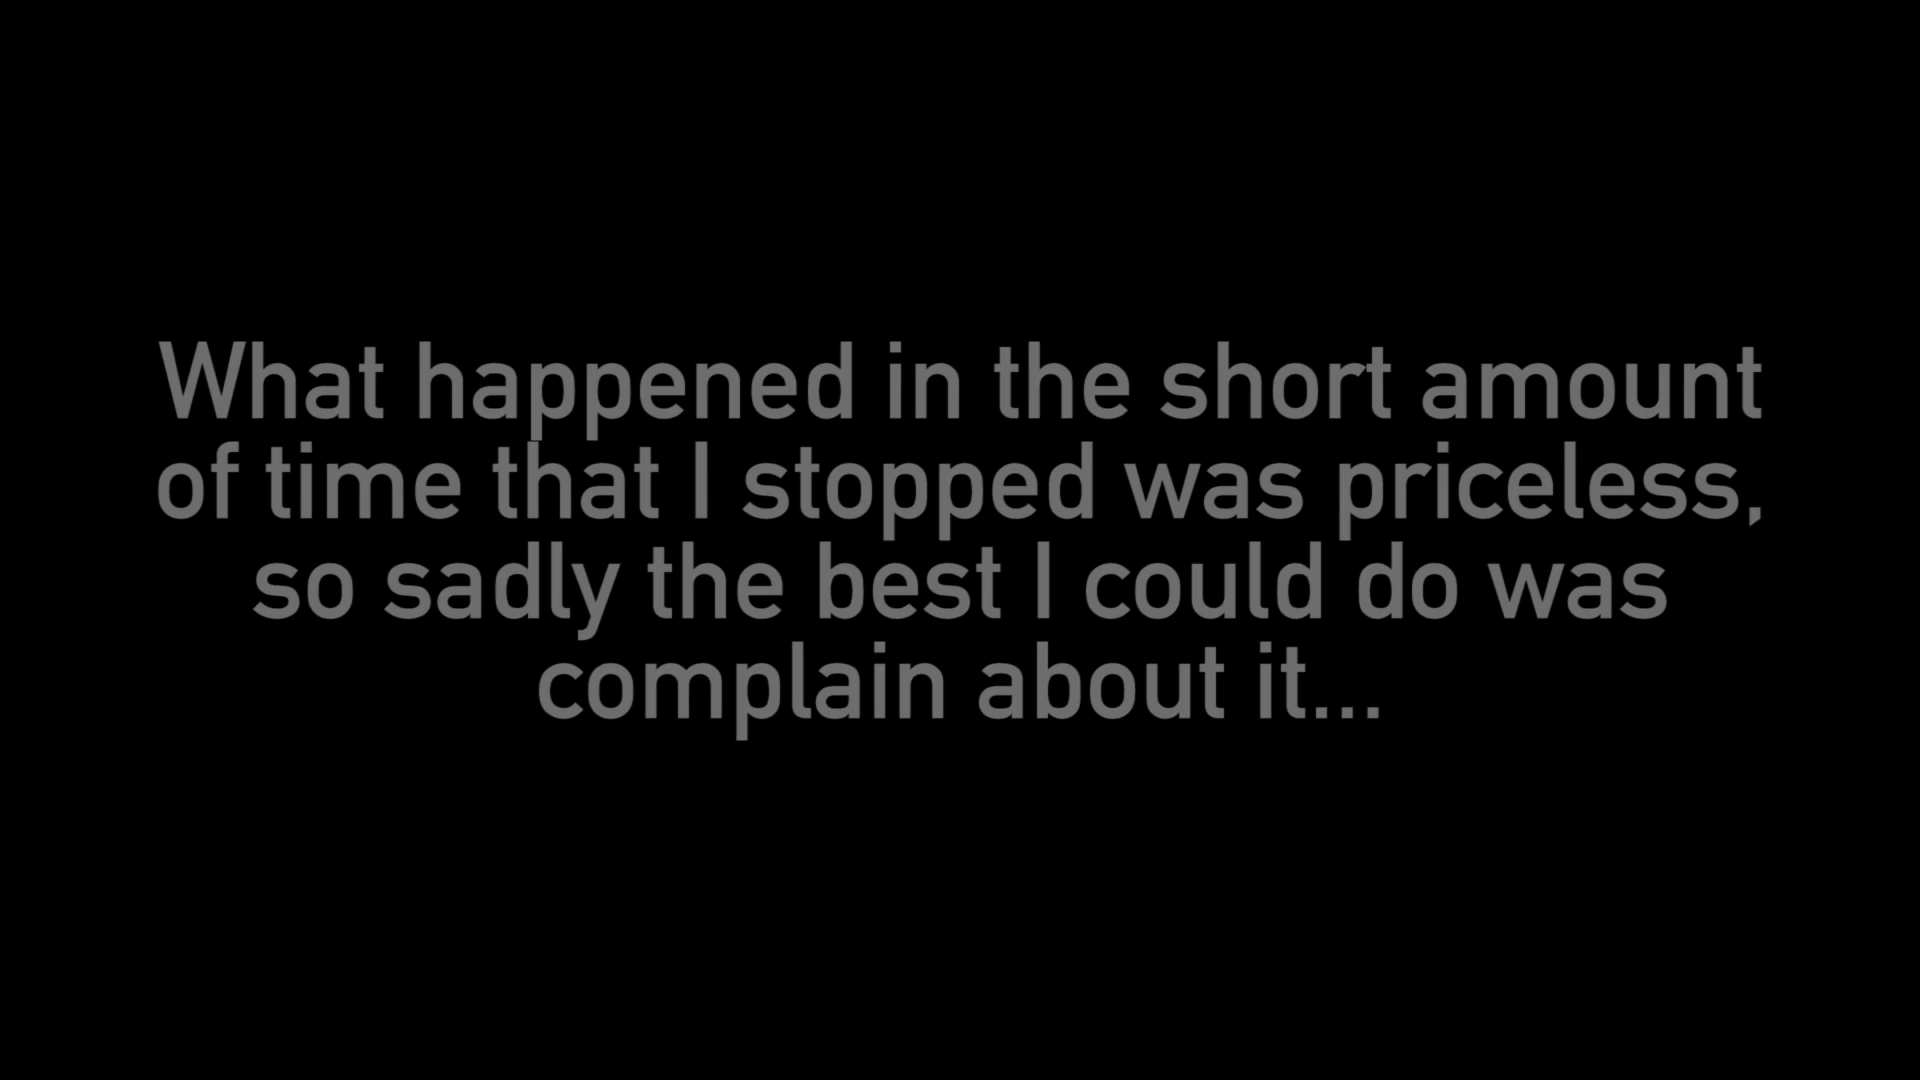 What happened in the short amount
of time that I stopped was priceless,
so sadly the best I could do was
complain about it...